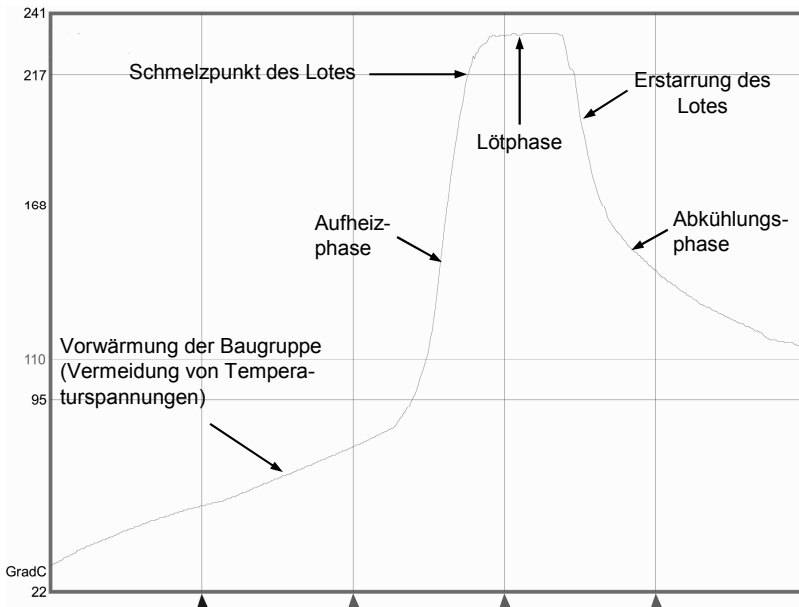 241
217
Schmelzpunkt des Lotes
Erstarrung des
Lotes
Lötphase
168
Aufheiz-
phase
Abkühlungs-
phase
Vorwärmung der Baugruppe
(Vermeidung von Tempera-
turspannungen)
110
95
GradC
22